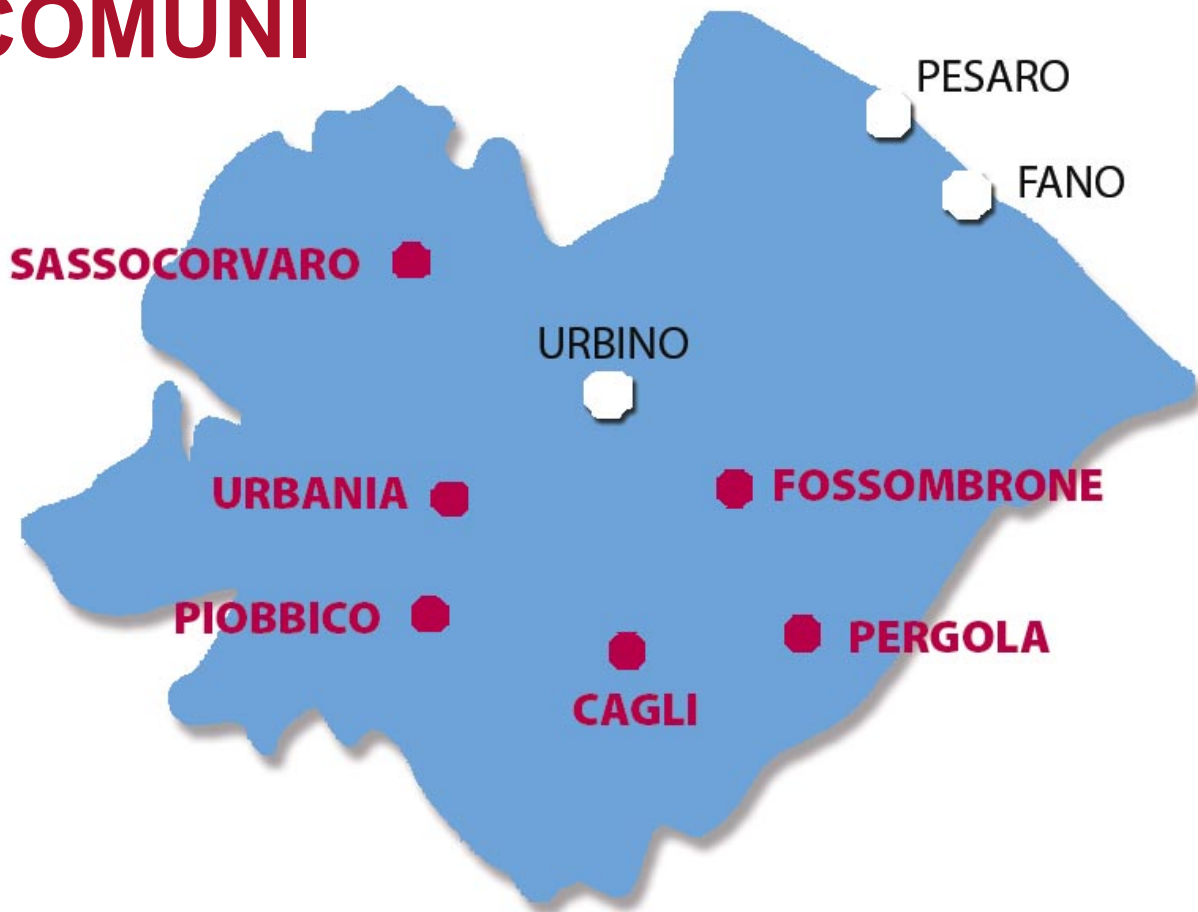 COMUNI
PESARO
FANO
SASSOCORVARO
URBINO
URBANIA
FOSSOMBRONE
PIOBBICO
PERGOLA
CAGLI